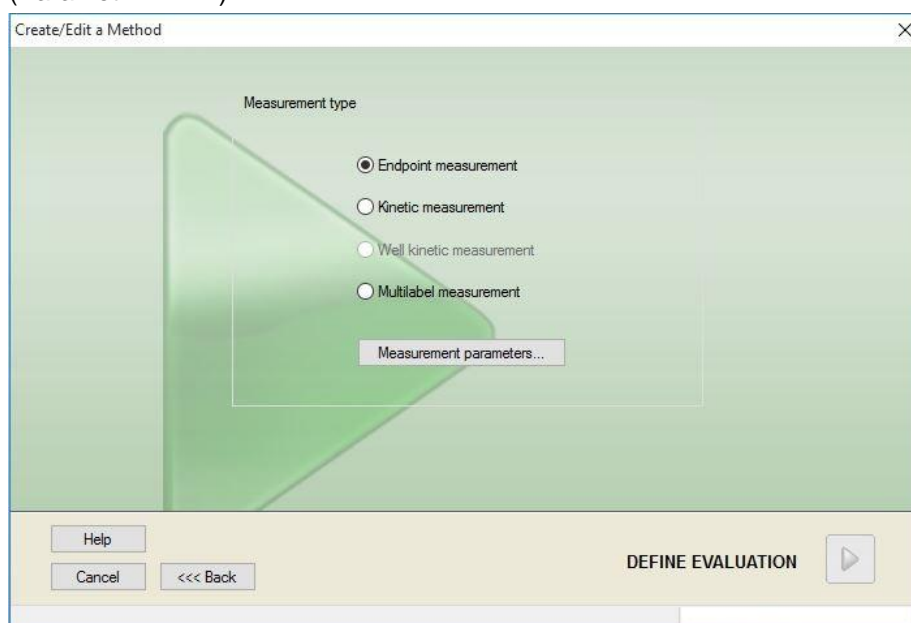 Create/Edit a Method
Measurement type
Endpoint measurement
Kinetic measurement
Well kinetic measurement
Multilabel measurement
Measurement parameters...
Help
Cancel
<<< Back
DEFINE EVALUATION